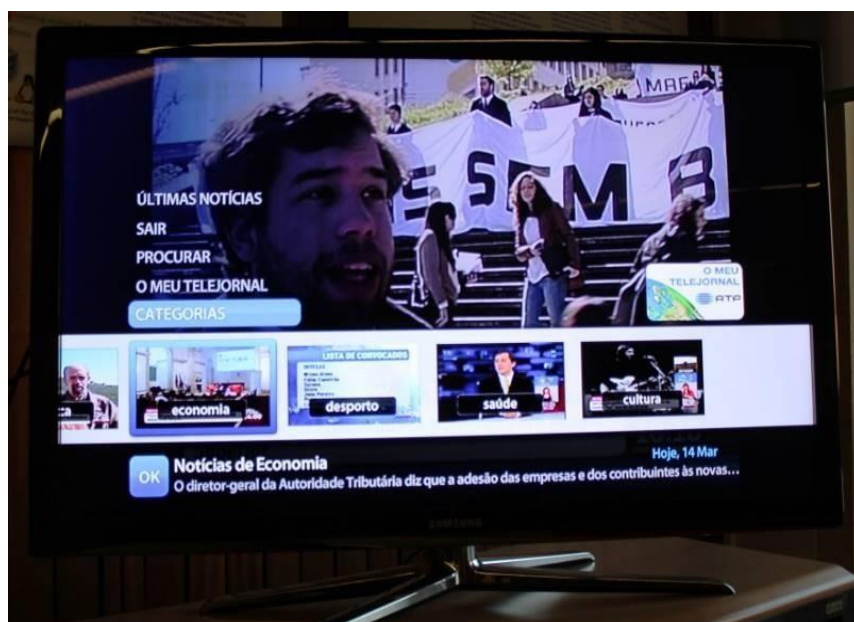 MAF
SSEMB
ÚLTIMAS NOTÍCIAS
SAIR
PROCURAR
O MEU TELEJORNAL
CATEGORIAS
O MEU
TELEJORNAL
RTP
LISTA DE CONVOCADOS
economia
desporto
saúde
cultura
Hoje, 14 Mar
OK
Notícias de Economia
O diretor-geral da Autoridade Tributária diz que a adesão das empresas e dos contribuintes às novas...
SAMSUNG